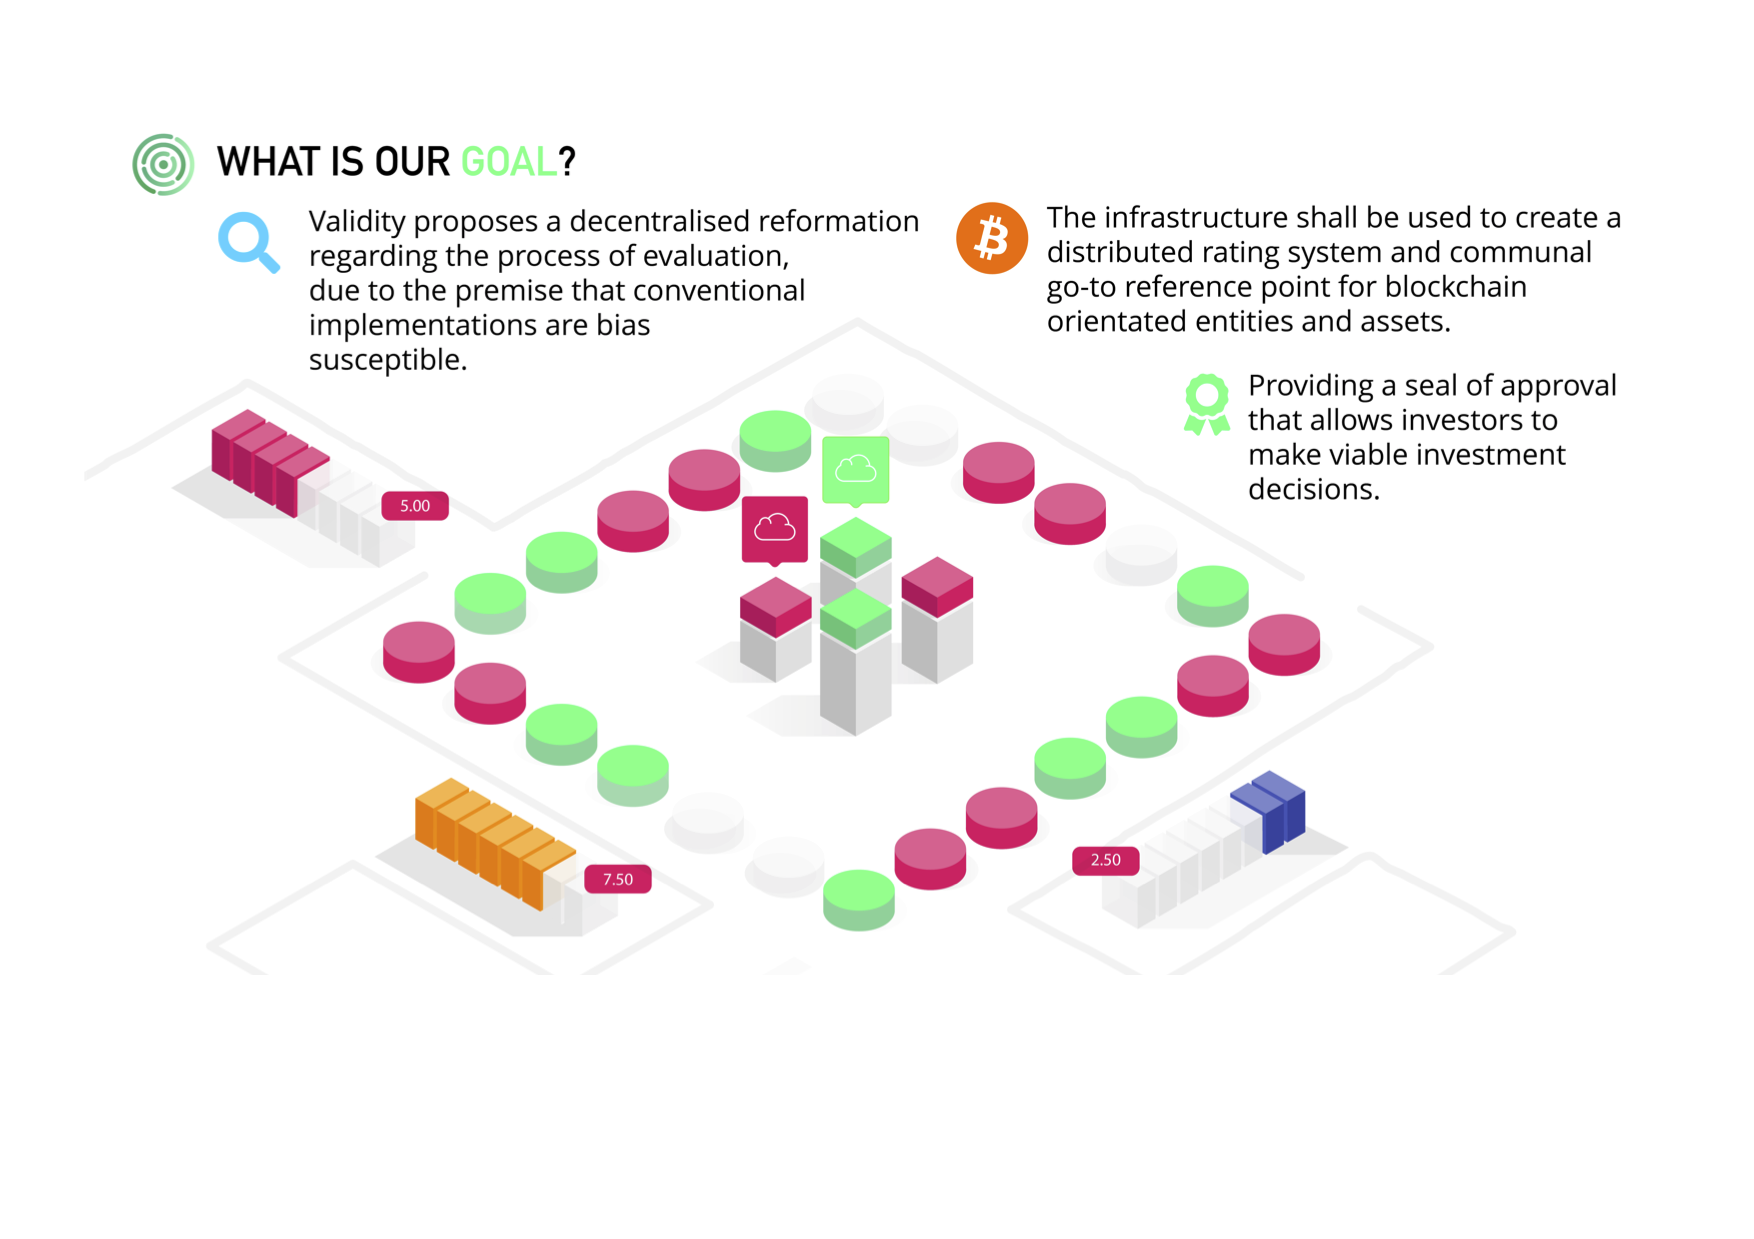 WHAT IS OUR GOAL?
Validity proposes a decentralised reformation
regarding the process of evaluation,
due to the premise that conventional
implementations are bias
susceptible.
The infrastructure shall be used to create a
distributed rating system and communal
go-to reference point for blockchain
orientated entities and assets.
Providing a seal of approval
that allows investors to
make viable investment
decisions.
5.00
7.50
2.50